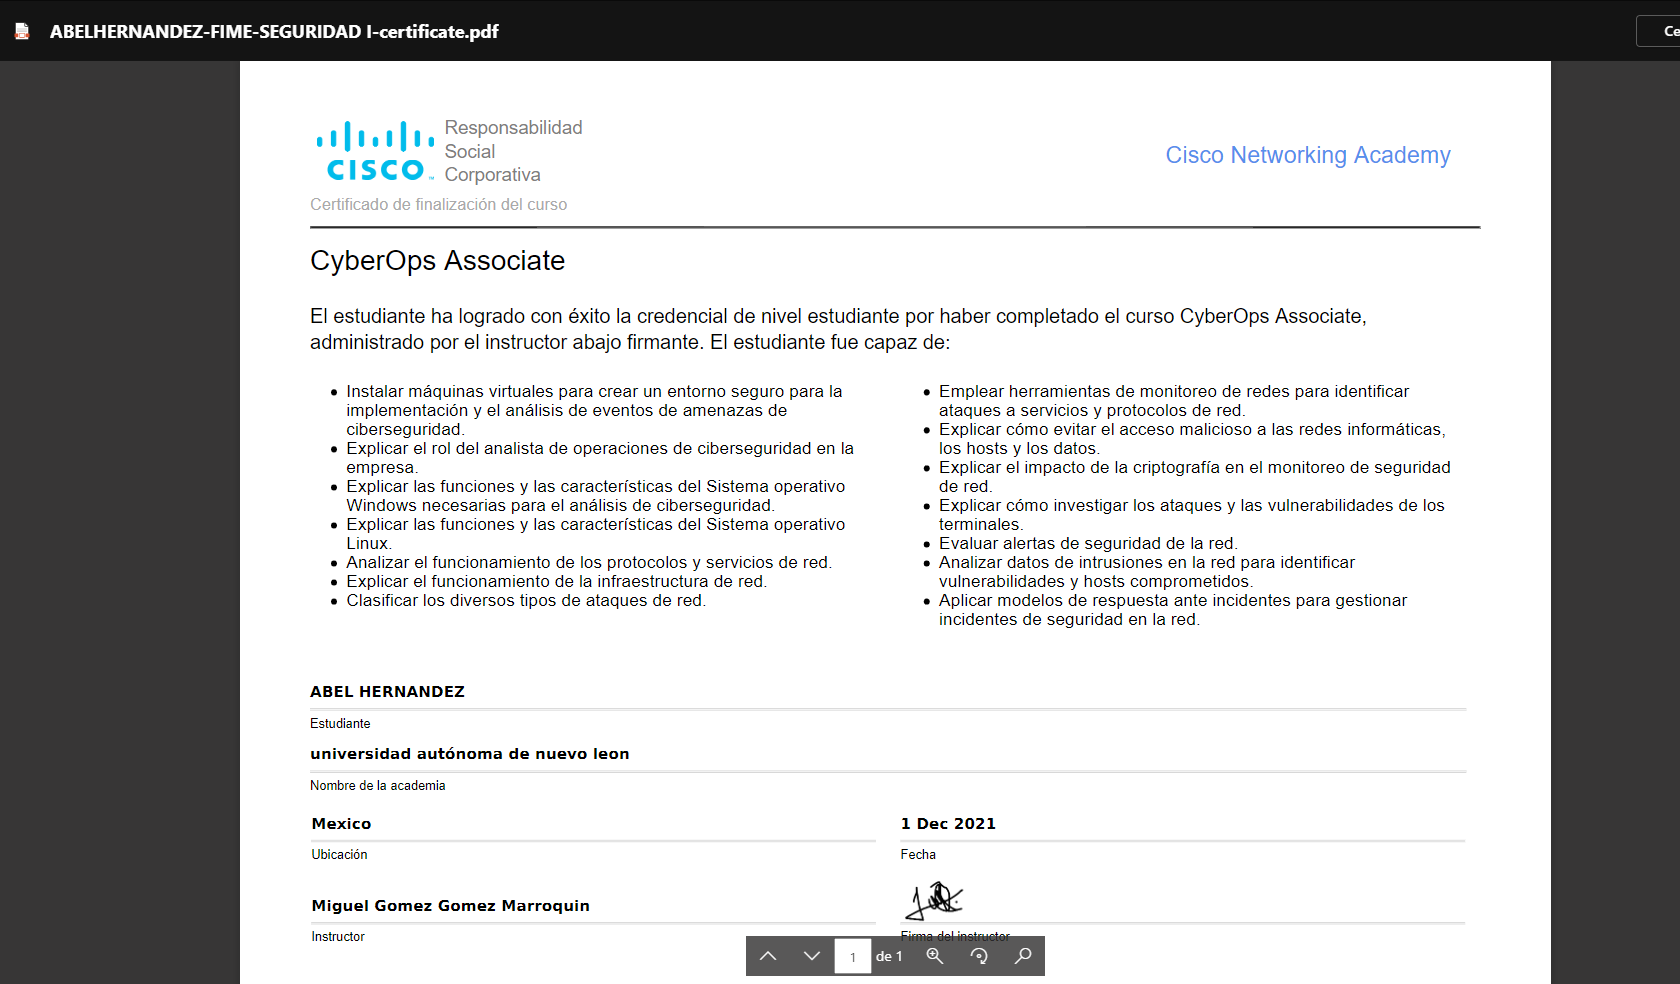 ABELHERNANDEZ-FIME-SEGURIDAD I-certificate.pdf
Ce
CISCO
Responsabilidad
Social
Corporativa
Cisco Networking Academy
Certificado de finalización del curso
CyberOps Associate
El estudiante ha logrado con éxito la credencial de nivel estudiante por haber completado el curso CyberOps Associate,
administrado por el instructor abajo firmante. El estudiante fue capaz de:
• Instalar máquinas virtuales para crear un entorno seguro para la
implementación y el análisis de eventos de amenazas de
ciberseguridad.
• Explicar el rol del analista de operaciones de ciberseguridad en la
empresa.
• Explicar las funciones y las características del Sistema operativo
Windows necesarias para el análisis de ciberseguridad.
• Explicar las funciones y las características del Sistema operativo
Linux.
• Analizar el funcionamiento de los protocolos y servicios de red.
• Explicar el funcionamiento de la infraestructura de red.
• Clasificar los diversos tipos de ataques de red.
• Emplear herramientas de monitoreo de redes para identificar
ataques a servicios y protocolos de red.
• Explicar cómo evitar el acceso malicioso a las redes informáticas,
los hosts y los datos.
• Explicar el impacto de la criptografía en el monitoreo de seguridad
de red.
• Explicar cómo investigar los ataques y las vulnerabilidades de los
terminales.
• Evaluar alertas de seguridad de la red.
• Analizar datos de intrusiones en la red para identificar
vulnerabilidades y hosts comprometidos.
• Aplicar modelos de respuesta ante incidentes para gestionar
incidentes de seguridad en la red.
ABEL HERNANDEZ
Estudiante
universidad autónoma de nuevo leon
Nombre de la academia
Mexico
Ubicación
1 Dec 2021
Fecha
Miguel Gomez Gomez Marroquin
Instructor
Firma del instructor
1 de 1